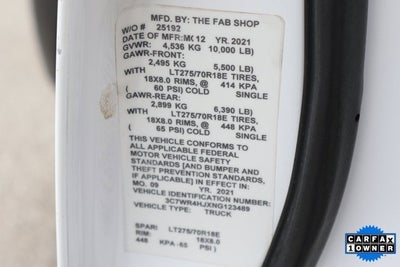 MFD. BY: THE FAB SHOP
W/O # 25192
DATE OF MFR:MO 12 YR. 2021
GVWR: 4,536 KG 10,000 LB)
GAWR-FRONT:
2,495 KG 5,500 LB)
WITH LT275/70R18E TIRES,
18X8.0 RIMS, @ 414 KPA
( 60 PSI) COLD SINGLE
GAWR-REAR:
2,899 KG 6,390 LB)
WITH LT275/70R18E TIRES,
18X8.0 RIMS, @ 448 KPA
( 65 PSI) COLD SINGLE
THIS VEHICLE CONFORMS TO
ALL APPLICABLE FEDERAL
MOTOR VEHICLE SAFETY
STANDARDS [AND BUMPER AND
THEFT PREVENTION STANDARDS,
IF APPLICABLE] IN EFFECT IN:
MO. 09 YR. 2021
VEHICLE IDENTIFICATION NUMBER:
3C7WR4HJXNG123489
VEHICLE TYPE: TRUCK
SPARE LT275/70R18E
RIM: 18X8.0
448 KPA -65 PSI )
CARFAX
1 OWNER